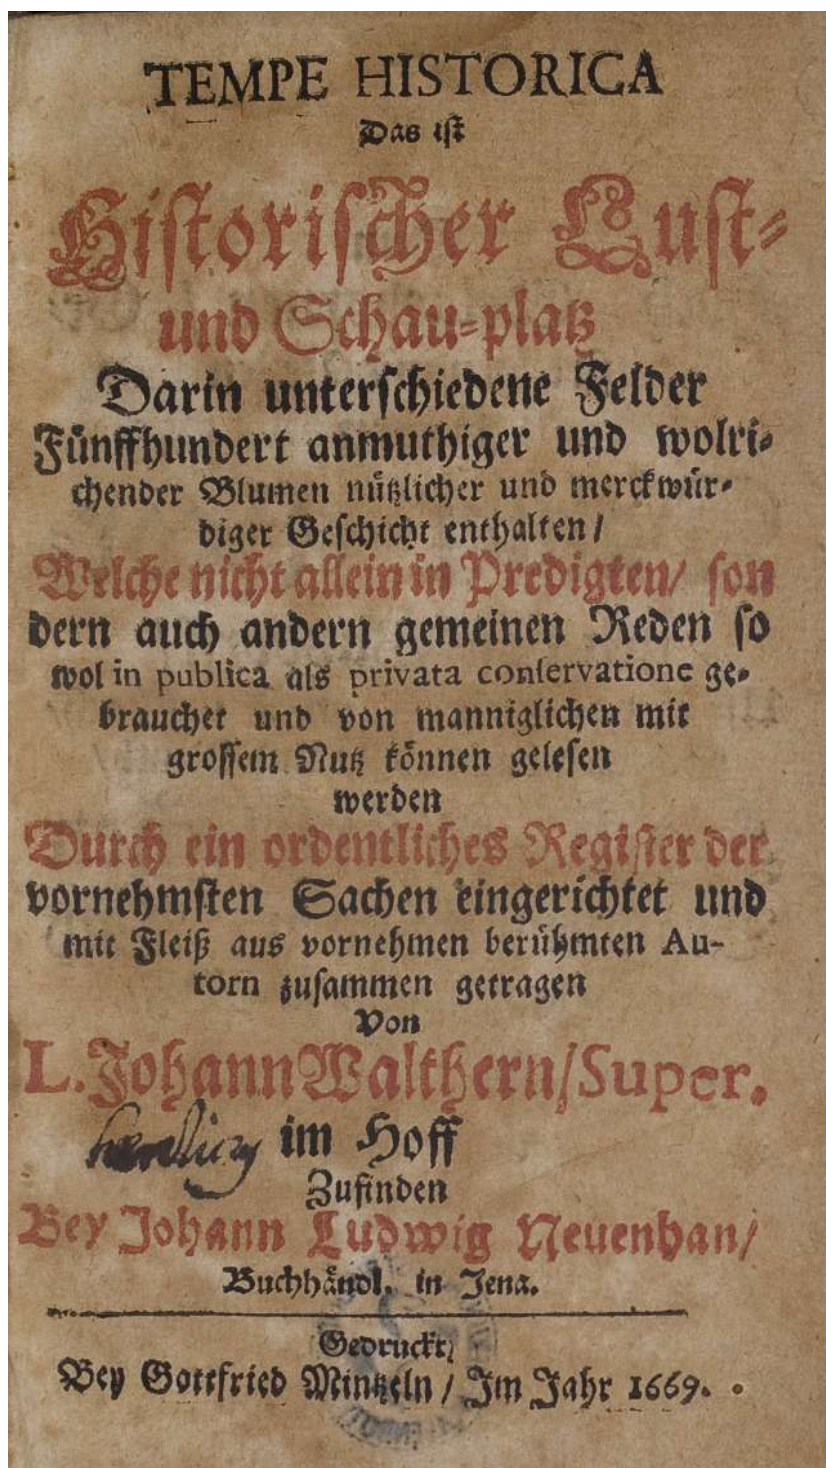 TEMPE HISTORICA
Das ist
Historischer Lust-
und Schau-platz
Darin unterschiedene Felder
Fünffhundert anmuthiger und wolri-
chender Blumen nützlicher und merckwür-
diger Geschicht enthalten/
Welche nicht allein in Predigten/ son
dern auch andern gemeinen Reden so
wol in publica als privata conservatione ge-
brauchet und von manniglichen mit
grossem Nutz können gelesen
werden
Durch ein ordentliches Register der
vornehmsten Sachen eingerichtet und
mit Fleiß aus vornehmen berühmten Au-
torn zusammen getragen
Von
L. Johann Walthern/Super.
im Hoff
Zufinden
Bey Johann Ludwig Neuenhan/
Buchhändl. in Jena.
Gedruckt,
Bey Gottfried Mintzeln / Im Jahr 1669.